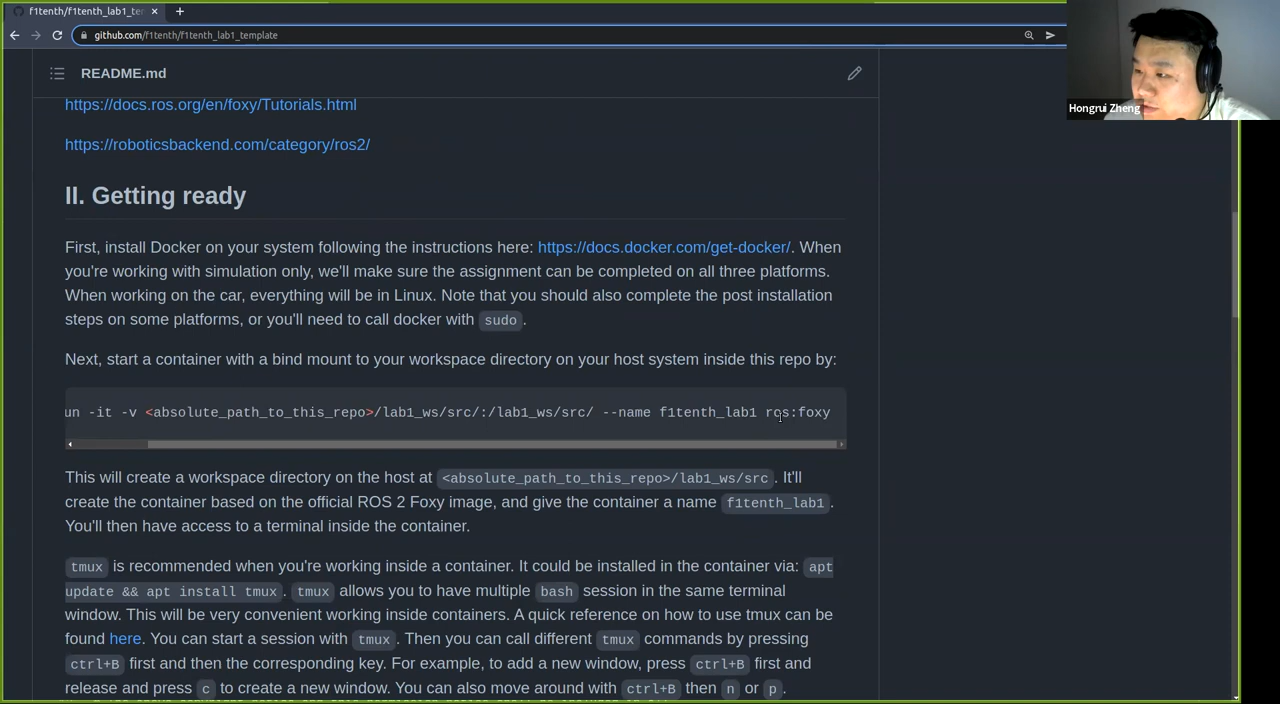 f1tenth/f1tenth_lab1_te
github.com/f1tenth/f1tenth_lab1_template
Hongrui Zheng
README.md
https://docs.ros.org/en/foxy/Tutorials.html
https://roboticsbackend.com/category/ros2/
II. Getting ready
First, install Docker on your system following the instructions here: https://docs.docker.com/get-docker/. When
you're working with simulation only, we'll make sure the assignment can be completed on all three platforms.
When working on the car, everything will be in Linux. Note that you should also complete the post installation
steps on some platforms, or you'll need to call docker with sudo.
Next, start a container with a bind mount to your workspace directory on your host system inside this repo by:
un -it -v <absolute_path_to_this_repo>/lab1_ws/src/:/lab1_ws/src/ --name f1tenth_lab1 ros:foxy
This will create a workspace directory on the host at <absolute_path_to_this_repo>/lab1_ws/src. It'll
create the container based on the official ROS 2 Foxy image, and give the container a name f1tenth_lab1.
You'll then have access to a terminal inside the container.
tmux is recommended when you're working inside a container. It could be installed in the container via: apt
update && apt install tmux. tmux allows you to have multiple bash session in the same terminal
window. This will be very convenient working inside containers. A quick reference on how to use tmux can be
found here. You can start a session with tmux. Then you can call different tmux commands by pressing
ctrl+B first and then the corresponding key. For example, to add a new window, press ctrl+B first and
release and press c to create a new window. You can also move around with ctrl+B then n or p.